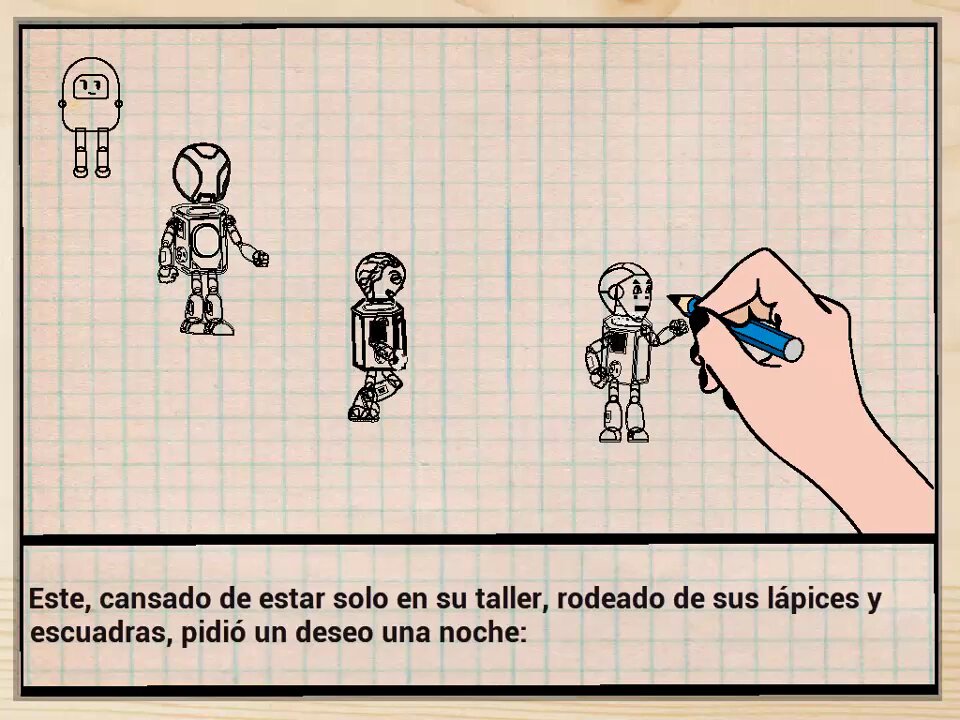 Este, cansado de estar solo en su taller, rodeado de sus lápices y
escuadras, pidió un deseo una noche: